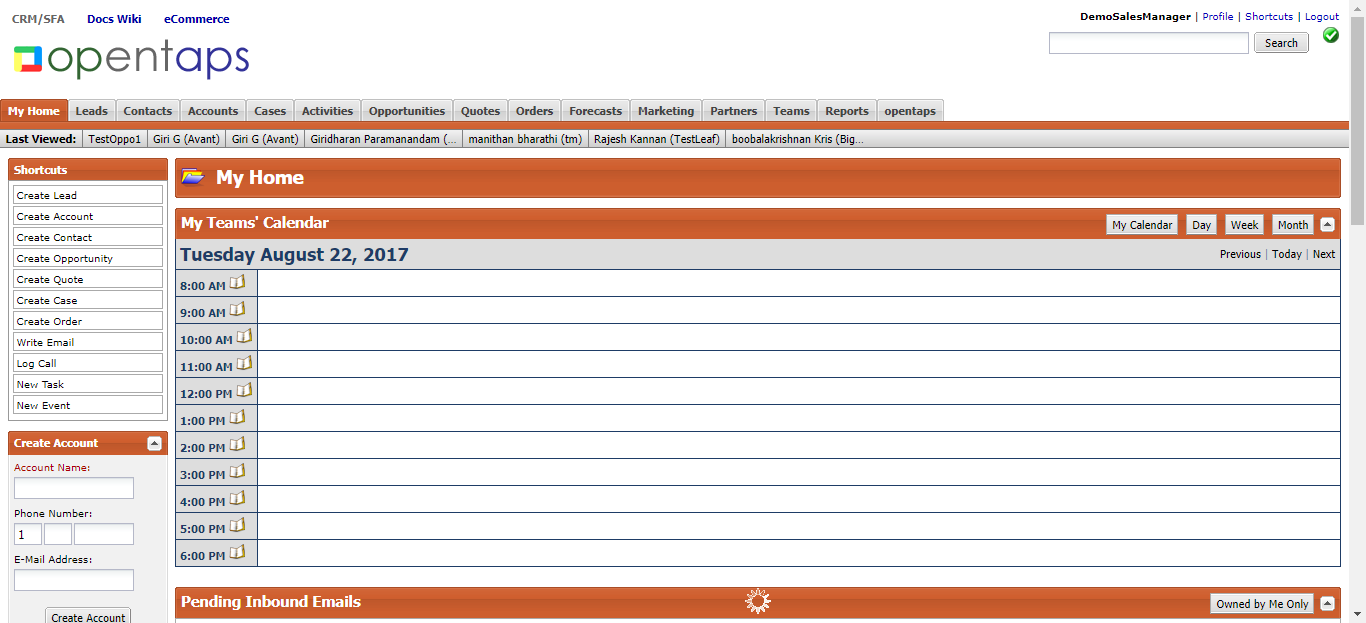 CRM/SFA Docs Wiki eCommerce
DemoSalesManager | Profile | Shortcuts | Logout
opentaps
Search
My Home Leads Contacts Accounts Cases Activities Opportunities Quotes Orders Forecasts Marketing Partners Teams Reports opentaps
Last Viewed: TestOppo1 Giri G (Avant) Giri G (Avant) Giridharan Paramanandam (... manithan bharathi (tm) Rajesh Kannan (TestLeaf) boobalakrishnan Kris (Big...
Shortcuts
Create Lead
Create Account
Create Contact
Create Opportunity
Create Quote
Create Case
Create Order
Write Email
Log Call
New Task
New Event
Create Account
Account Name:
Phone Number:
1
E-Mail Address:
Create Account
My Home
My Teams' Calendar
My Calendar Day Week Month
Tuesday August 22, 2017
Previous | Today | Next
8:00 AM
9:00 AM
10:00 AM
11:00 AM
12:00 PM
1:00 PM
2:00 PM
3:00 PM
4:00 PM
5:00 PM
6:00 PM
Pending Inbound Emails
Owned by Me Only